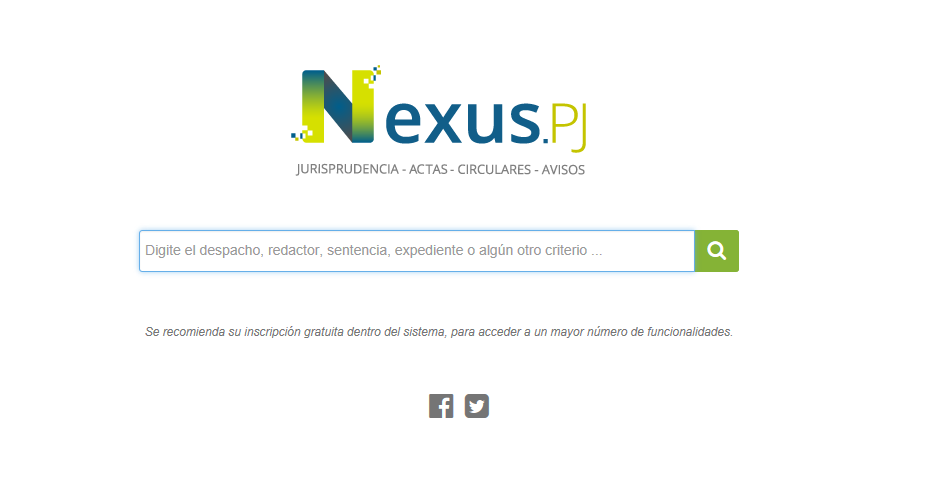 Nexus.PJ
JURISPRUDENCIA - ACTAS - CIRCULARES - AVISOS
Digite el despacho, redactor, sentencia, expediente o algún otro criterio ...
Se recomienda su inscripción gratuita dentro del sistema, para acceder a un mayor número de funcionalidades.